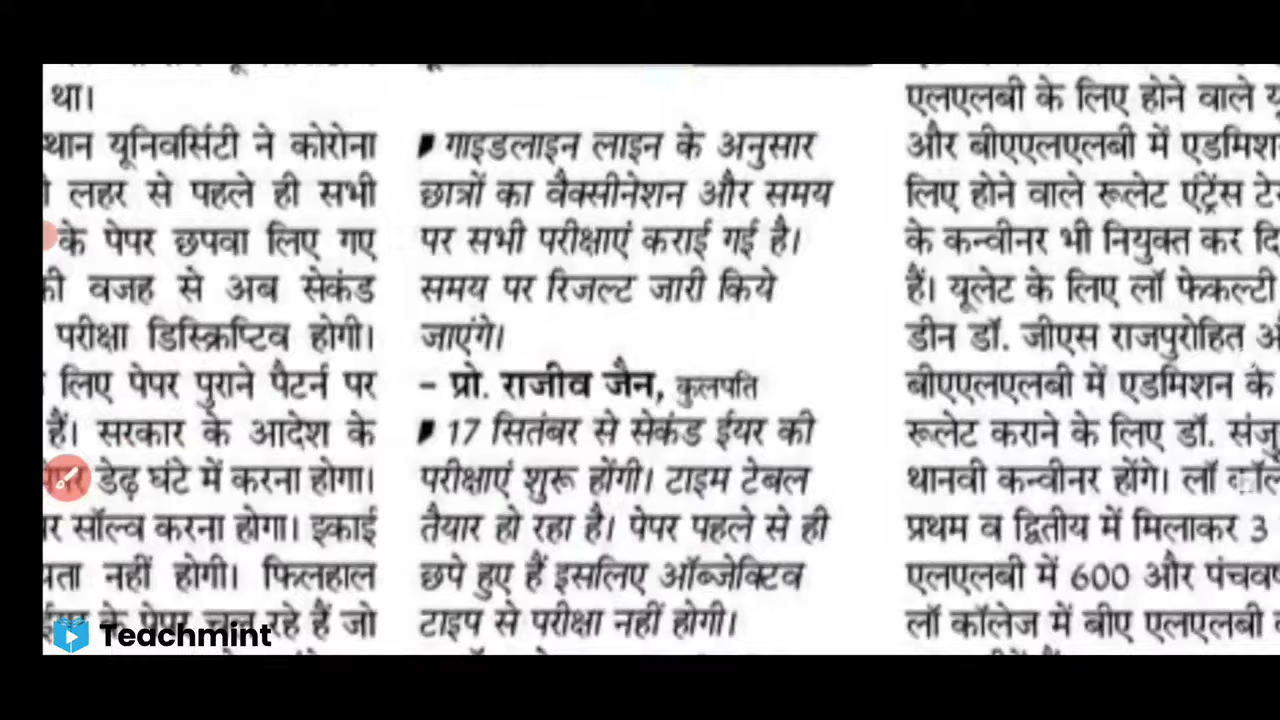 था।
थान यूनिवर्सिटी ने कोरोना
लहर से पहले ही सभी
के पेपर छपवा लिए गए
की वजह से अब सेकंड
परीक्षा डिस्क्रिप्टिव होगी।
लिए पेपर पुराने पैटर्न पर
हैं। सरकार के आदेश के
डेढ़ घंटे में करना होगा।
सॉल्व करना होगा। इकाई
नहीं होगी। फिलहाल
के पेपर चल रहे हैं जो
गाइडलाइन लाइन के अनुसार
छात्रों का वैक्सीनेशन और समय
पर सभी परीक्षाएं कराई गई है।
समय पर रिजल्ट जारी किये
जाएंगे।
– प्रो. राजीव जैन, कुलपति
17 सितंबर से सेकंड ईयर की
परीक्षाएं शुरू होंगी। टाइम टेबल
तैयार हो रहा है। पेपर पहले से ही
छपे हुए हैं इसलिए ऑब्जेक्टिव
टाइप से परीक्षा नहीं होगी।
एलएलबी के लिए होने वाले
और बीएएलएलबी में एडमिश
लिए होने वाले रूलेट एंट्रेंस
के कन्वीनर भी नियुक्त कर
हैं। यूलेट के लिए लॉ फेकल्टी
डीन डॉ. जीएस राजपुरोहित
बीएएलएलबी में एडमिशन के
रूलेट कराने के लिए डॉ. संजु
थानवी कन्वीनर होंगे। लॉ
प्रथम व द्वितीय में मिलाकर 3
एलएलबी में 600 और पंचवर्ष
लॉ कॉलेज में बीए एलएलबी
Teachmint